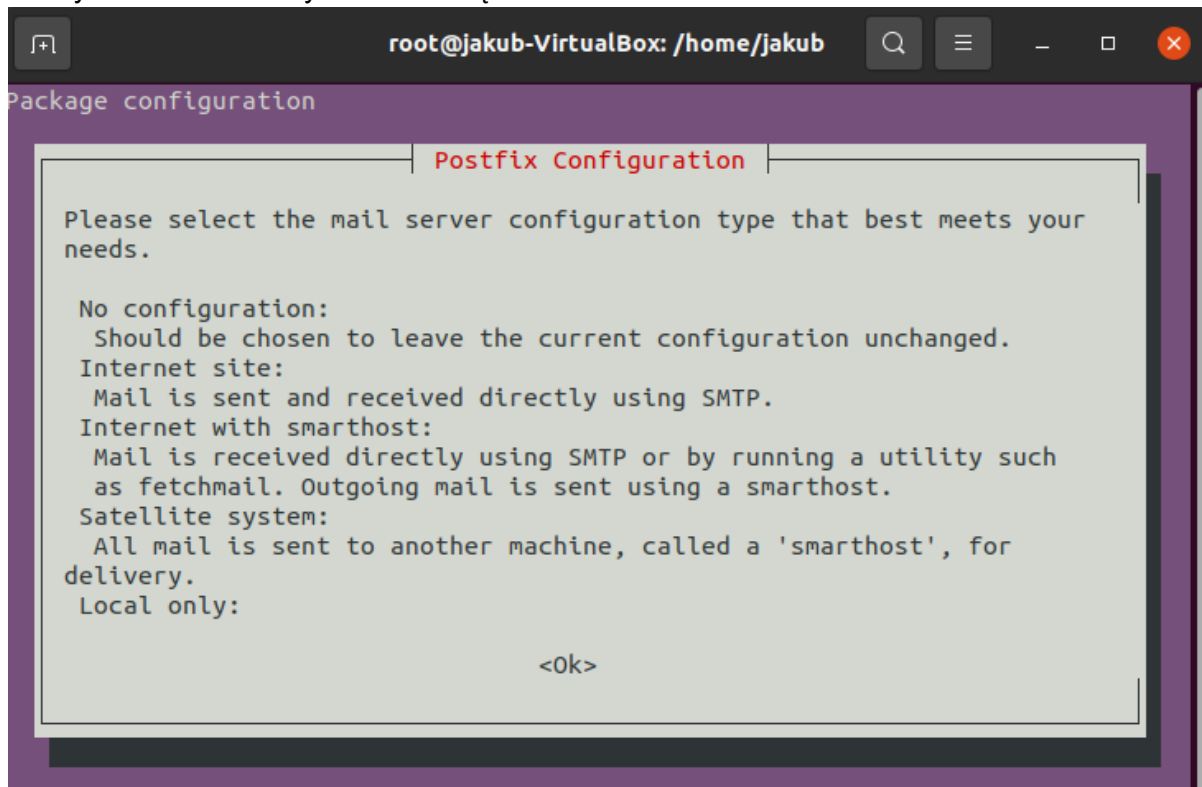 root@jakub-VirtualBox: /home/jakub
Package configuration
Postfix Configuration
Please select the mail server configuration type that best meets your
needs.
No configuration:
Should be chosen to leave the current configuration unchanged.
Internet site:
Mail is sent and received directly using SMTP.
Internet with smarthost:
Mail is received directly using SMTP or by running a utility such
as fetchmail. Outgoing mail is sent using a smarthost.
Satellite system:
All mail is sent to another machine, called a 'smarthost', for
delivery.
Local only:
<Ok>